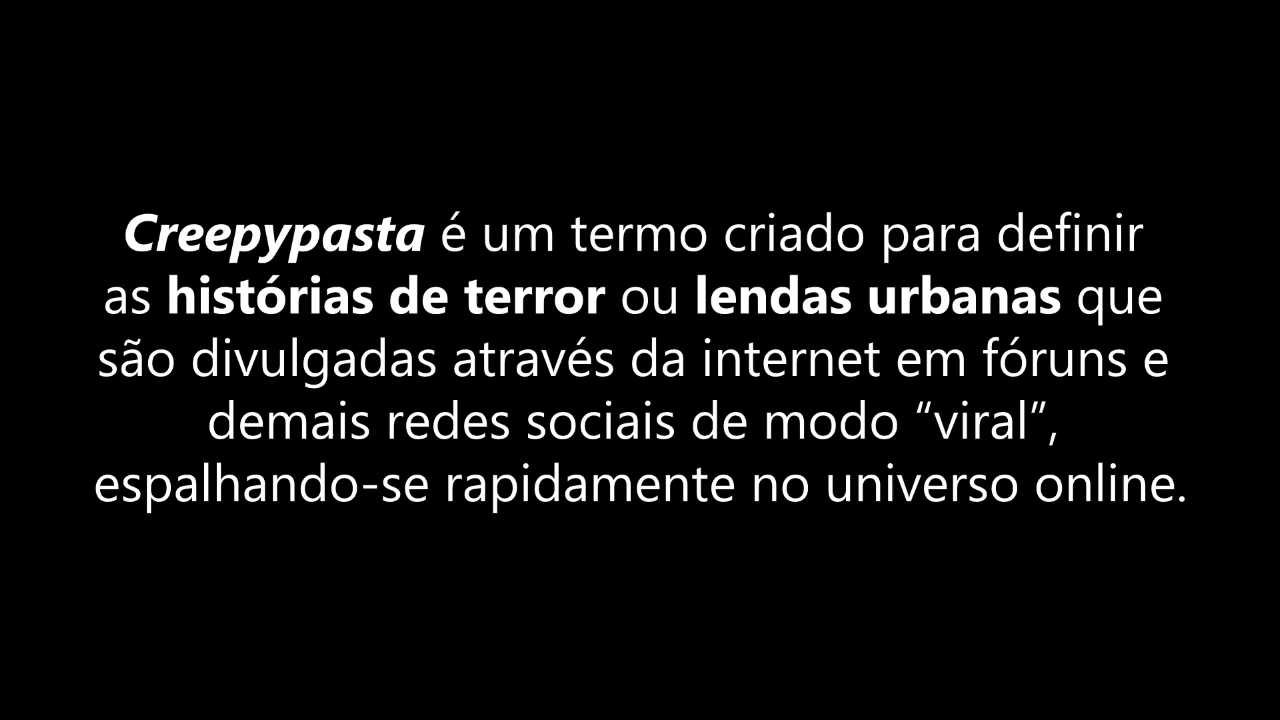 Creepypasta é um termo criado para definir
as histórias de terror ou lendas urbanas que
são divulgadas através da internet em fóruns e
demais redes sociais de modo “viral”,
espalhando-se rapidamente no universo online.